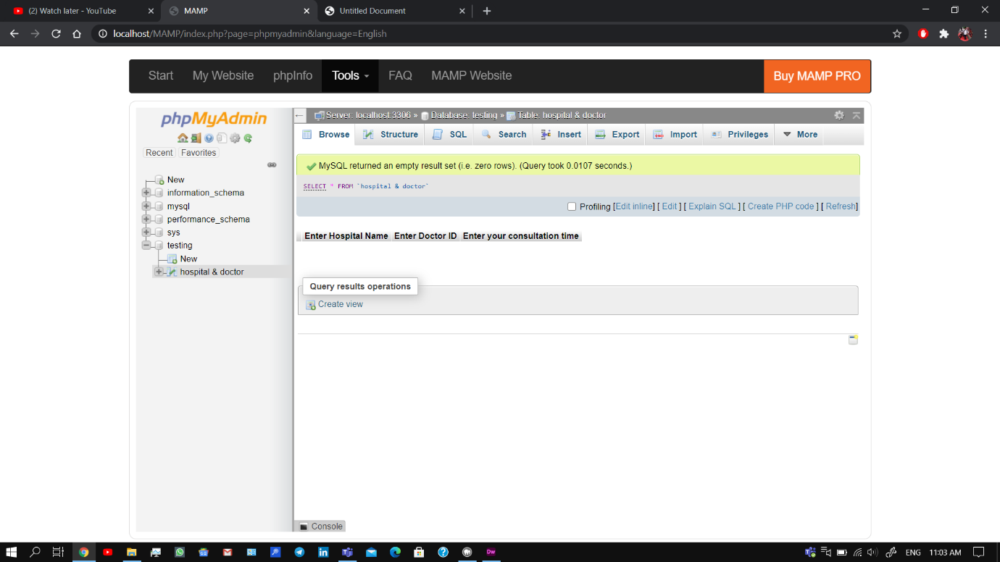 (2) Watch later - YouTube
MAMP
Untitled Document
localhost/MAMP/index.php?page=phpmyadmin&language=English
Start My Website phpInfo Tools FAQ MAMP Website Buy MAMP PRO
phpMyAdmin
Recent Favorites
New
information_schema
mysql
performance_schema
sys
testing
New
hospital & doctor
Server: localhost:3306 » Database: testing » Table: hospital & doctor
Browse Structure SQL Search Insert Export Import Privileges More
MySQL returned an empty result set (i.e. zero rows). (Query took 0.0107 seconds.)
SELECT * FROM `hospital & doctor`
Profiling [Edit inline] [ Edit ] [ Explain SQL ] [ Create PHP code ] [ Refresh]
Enter Hospital Name Enter Doctor ID Enter your consultation time
Query results operations
Create view
Console
Dw
ENG 11:03 AM